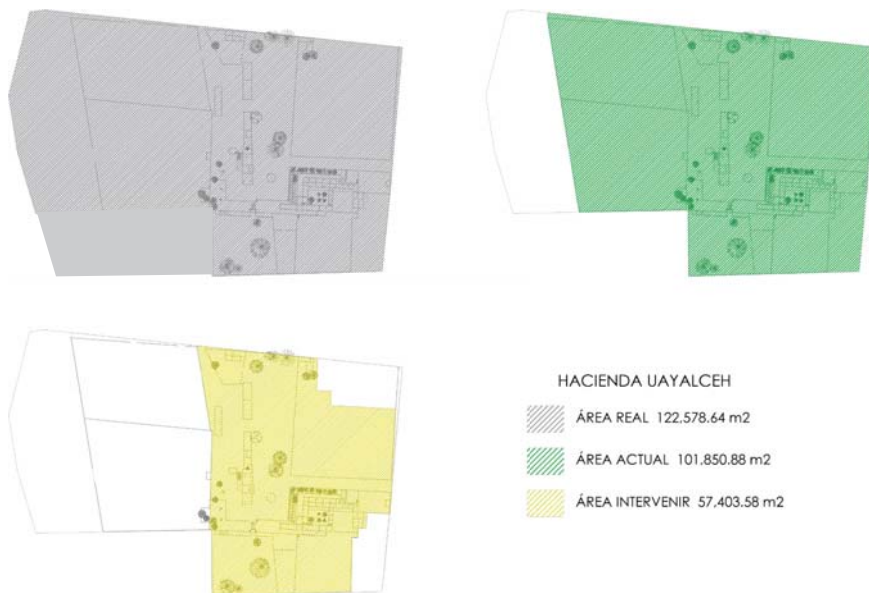 HACIENDA UAYALCEH
ÁREA REAL 122,578.64 m2
ÁREA ACTUAL 101,850.88 m2
ÁREA INTERVENIR 57,403.58 m2